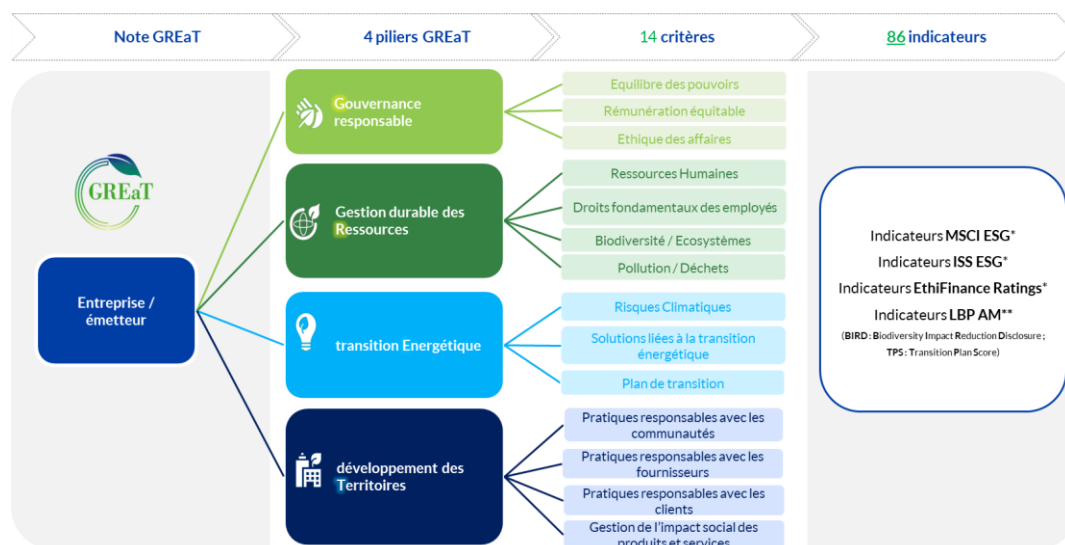 Note GREaT
4 piliers GREaT
14 critères
86 indicateurs
GREaT
Entreprise /
émetteur
Gouvernance
responsable
Equilibre des pouvoirs
Rémunération équitable
Ethique des affaires
Gestion durable des
Ressources
Ressources Humaines
Droits fondamentaux des employés
Biodiversité / Ecosystèmes
Pollution / Déchets
transition Energétique
Risques Climatiques
Solutions liées à la transition
énergétique
Plan de transition
développement des
Territoires
Pratiques responsables avec les
communautés
Pratiques responsables avec les
fournisseurs
Pratiques responsables avec les
clients
Gestion de l'impact social des
produits et services
Indicateurs MSCI ESG*
Indicateurs ISS ESG*
Indicateurs EthiFinance Ratings*
Indicateurs LBP AM**
(BIRD : Biodiversity Impact Reduction Disclosure ;
TPS : Transition Plan Score)